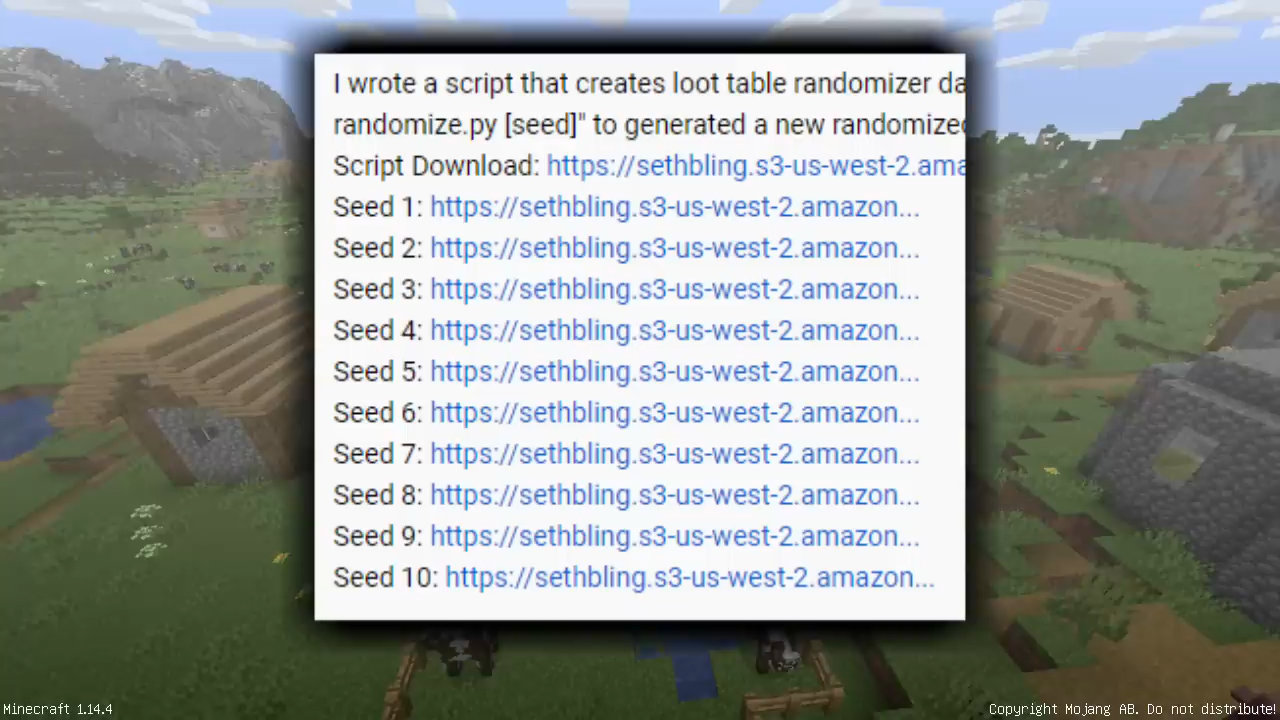 I wrote a script that creates loot table randomizer da
randomize.py [seed]" to generated a new randomized
Script Download: https://sethbling.s3-us-west-2.ama
Seed 1: https://sethbling.s3-us-west-2.amazon...
Seed 2: https://sethbling.s3-us-west-2.amazon...
Seed 3: https://sethbling.s3-us-west-2.amazon...
Seed 4: https://sethbling.s3-us-west-2.amazon...
Seed 5: https://sethbling.s3-us-west-2.amazon...
Seed 6: https://sethbling.s3-us-west-2.amazon...
Seed 7: https://sethbling.s3-us-west-2.amazon...
Seed 8: https://sethbling.s3-us-west-2.amazon...
Seed 9: https://sethbling.s3-us-west-2.amazon...
Seed 10: https://sethbling.s3-us-west-2.amazon...
Minecraft 1.14.4
Copyright Mojang AB. Do not distribute!